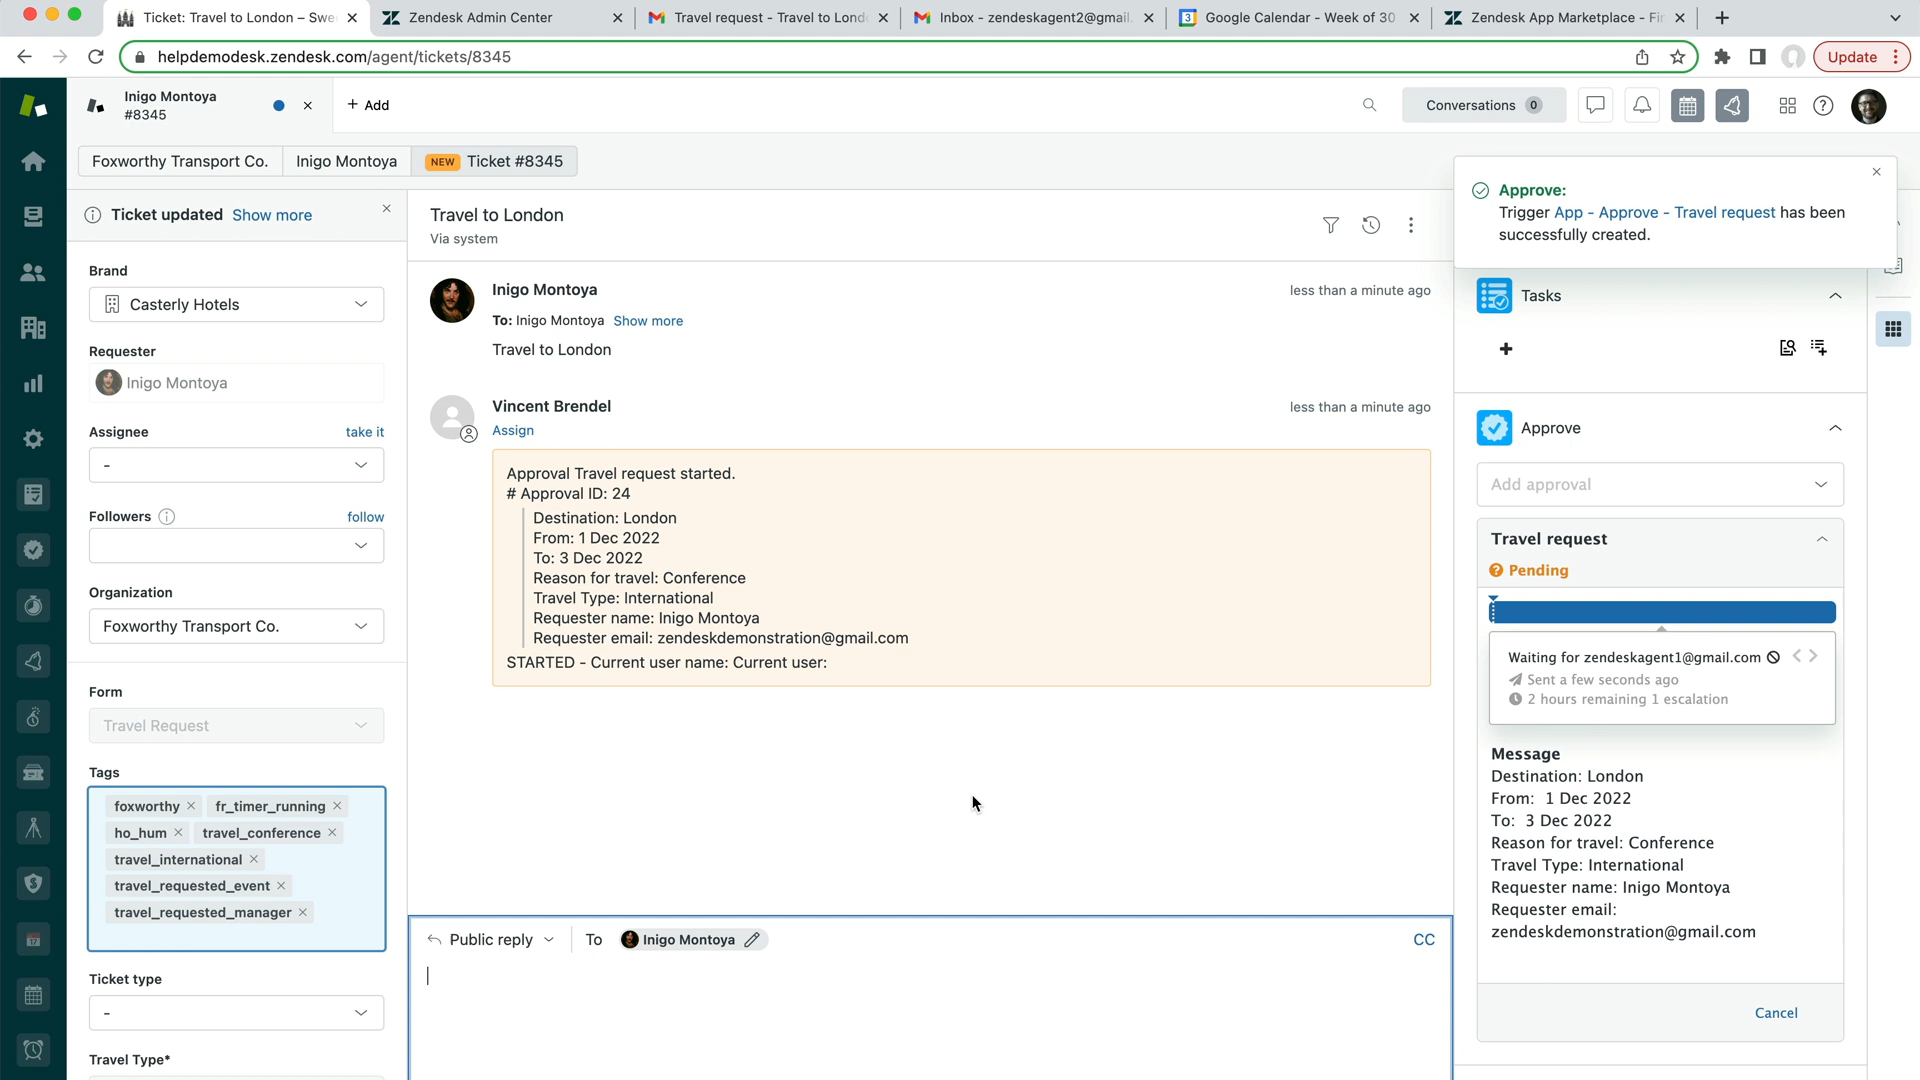 Ticket: Travel to London – Swe
Zendesk Admin Center
Travel request - Travel to Lond
Inbox - zendeskagent2@gmail.
Google Calendar - Week of 30
Zendesk App Marketplace - Fi
helpdemodesk.zendesk.com/agent/tickets/8345
Update
Inigo Montoya
#8345
+ Add
Conversations 0
Foxworthy Transport Co.
Inigo Montoya
NEW Ticket #8345
Approve:
Trigger App - Approve - Travel request has been
successfully created.
Ticket updated Show more
Brand
Casterly Hotels
Requester
Inigo Montoya
Assignee
take it
-
Followers
follow
Organization
Foxworthy Transport Co.
Form
Travel Request
Tags
foxworthy
fr_timer_running
ho_hum
travel_conference
travel_international
travel_requested_event
travel_requested_manager
Ticket type
-
Travel Type*
17
Travel to London
Via system
Inigo Montoya
less than a minute ago
To: Inigo Montoya Show more
Travel to London
Vincent Brendel
less than a minute ago
Assign
Approval Travel request started.
# Approval ID: 24
Destination: London
From: 1 Dec 2022
To: 3 Dec 2022
Reason for travel: Conference
Travel Type: International
Requester name: Inigo Montoya
Requester email: zendeskdemonstration@gmail.com
STARTED - Current user name: Current user:
Public reply
To
Inigo Montoya
CC
Tasks
Approve
Add approval
Travel request
Pending
Waiting for zendeskagent1@gmail.com
Sent a few seconds ago
2 hours remaining 1 escalation
Message
Destination: London
From: 1 Dec 2022
To: 3 Dec 2022
Reason for travel: Conference
Travel Type: International
Requester name: Inigo Montoya
Requester email:
zendeskdemonstration@gmail.com
Cancel